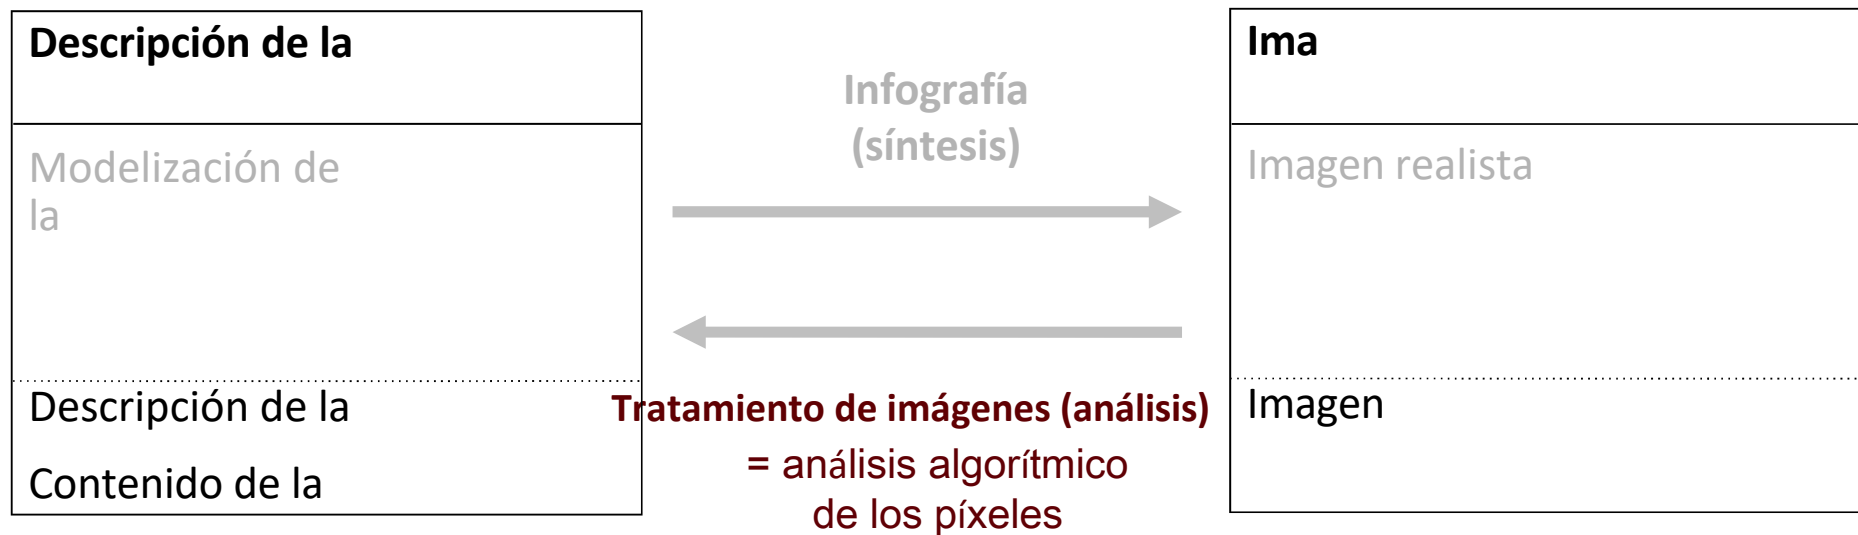 Descripción de la
Modelización de
la
Descripción de la
Contenido de la
Infografía
(síntesis)
Tratamiento de imágenes (análisis)
= análisis algorítmico
de los píxeles
Ima
Imagen realista
Imagen